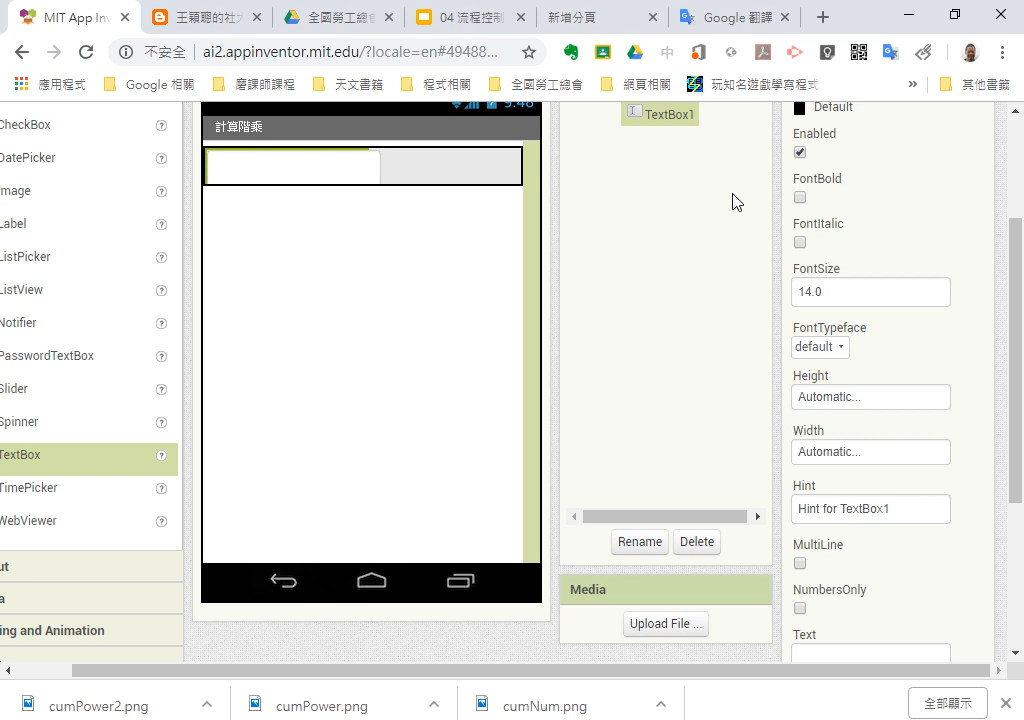 MIT App Inv
王穎聰的社
全國勞工總會
04 流程控制
新增分頁
Google 翻譯
不安全
ai2.appinventor.mit.edu/?locale=en#49488...
應用程式
Google 相關
磨課師課程
天文書籍
程式相關
全國勞工總會
網頁相關
玩知名遊戲學寫程式
»
其他書籤
CheckBox
DatePicker
Image
Label
ListPicker
ListView
Notifier
PasswordTextBox
Slider
Spinner
TextBox
TimePicker
WebViewer
ut
a
ing and Animation
9:48
計算階乘
TextBox1
Rename
Delete
Media
Upload File ...
Default
Enabled
FontBold
FontItalic
FontSize
14.0
FontTypeface
default
Height
Automatic...
Width
Automatic...
Hint
Hint for TextBox1
MultiLine
NumbersOnly
Text
cumPower2.png
cumPower.png
cumNum.png
全部顯示